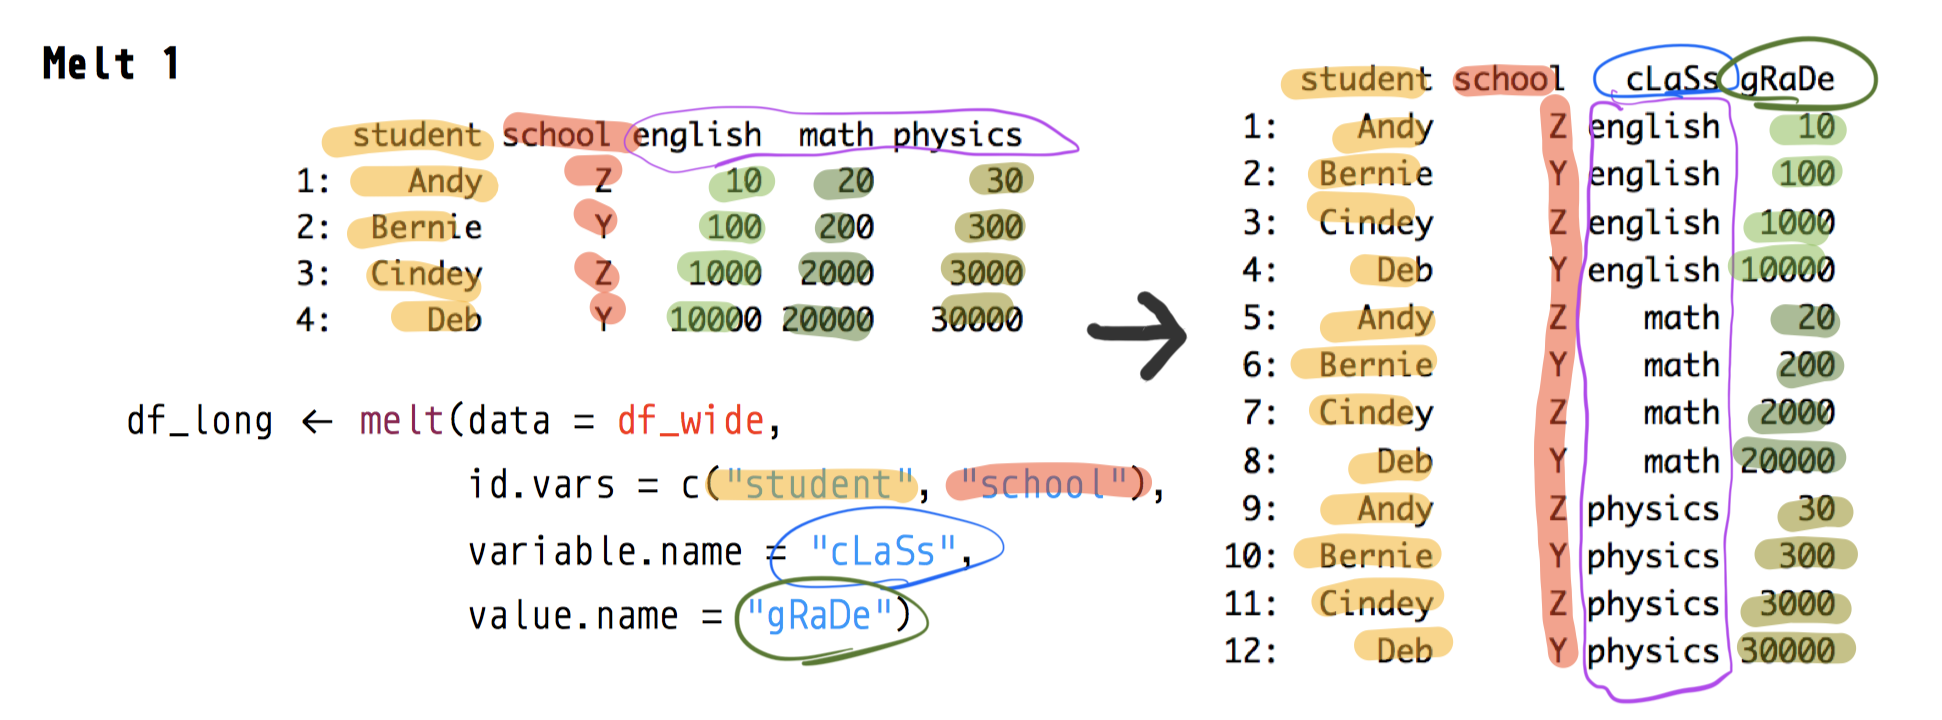 Melt 1
student school english math physics
1: Andy Z 10 20 30
2: Bernie Y 100 200 300
3: Cindey Z 1000 2000 3000
4: Deb Y 10000 20000 30000
df_long ← melt(data = df_wide,
id.vars = c("student", "school"),
variable.name = "cLaSs",
value.name = "gRaDe")
student school cLaSs gRaDe
1: Andy Z english 10
2: Bernie Y english 100
3: Cindey Z english 1000
4: Deb Y english 10000
5: Andy Z math 20
6: Bernie Y math 200
7: Cindey Z math 2000
8: Deb Y math 20000
9: Andy Z physics 30
10: Bernie Y physics 300
11: Cindey Z physics 3000
12: Deb Y physics 30000